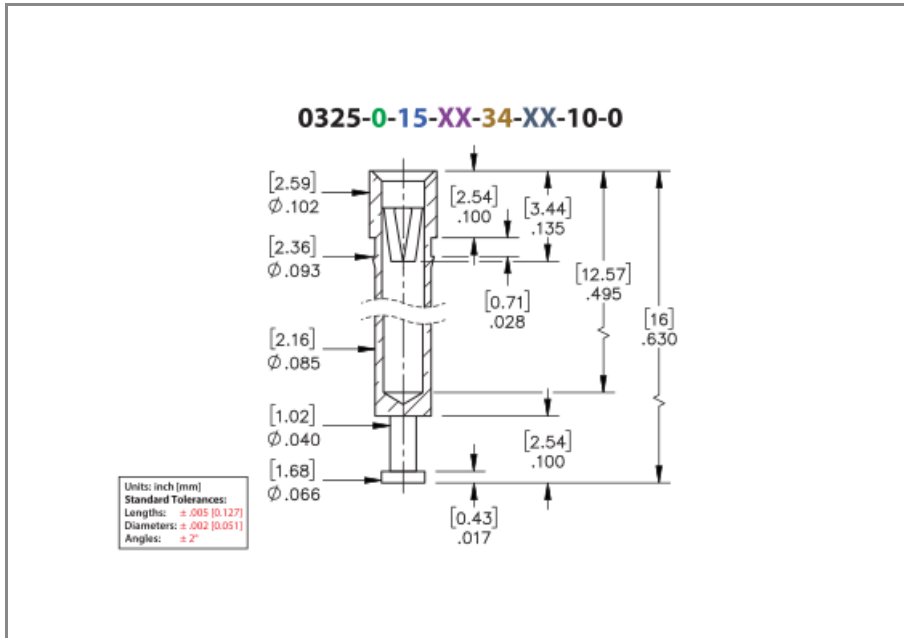 0325-0-15-XX-34-XX-10-0
[2.59]
Ø.102
[2.54]
.100
[3.44]
.135
[2.36]
Ø.093
[12.57]
.495
[0.71]
.028
[16]
.630
[2.16]
Ø.085
[1.02]
Ø.040
[2.54]
.100
[1.68]
Ø.066
[0.43]
.017
Units: inch [mm]
Standard Tolerances:
Lengths: ± .005 [0.127]
Diameters: ± .002 [0.051]
Angles: ± 2°